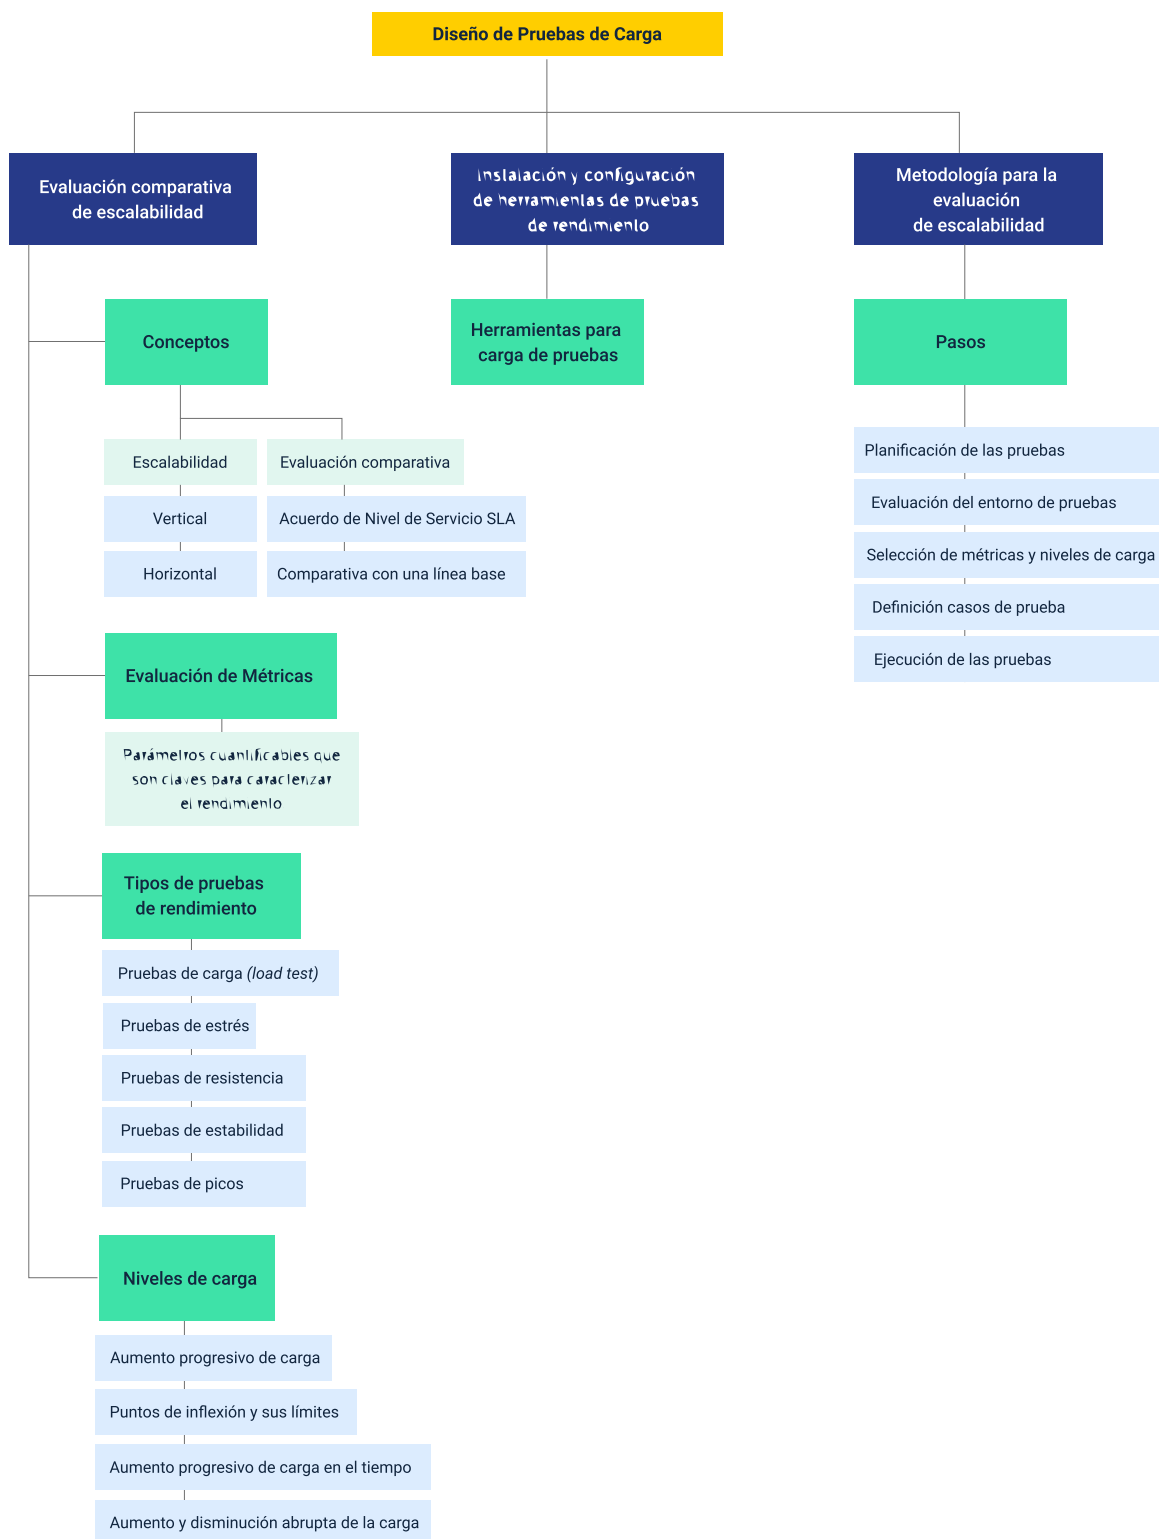 Diseño de Pruebas de Carga
Evaluación comparativa
de escalabilidad
Instalación y configuración
de herramientas de pruebas
de rendimiento
Metodología para la
evaluación
de escalabilidad
Conceptos
Herramientas para
carga de pruebas
Pasos
Escalabilidad
Evaluación comparativa
Vertical
Acuerdo de Nivel de Servicio SLA
Horizontal
Comparativa con una línea base
Planificación de las pruebas
Evaluación del entorno de pruebas
Selección de métricas y niveles de carga
Definición casos de prueba
Ejecución de las pruebas
Evaluación de Métricas
Parámetros cuantificables que
son claves para caracterizar
el rendimiento
Tipos de pruebas
de rendimiento
Pruebas de carga (load test)
Pruebas de estrés
Pruebas de resistencia
Pruebas de estabilidad
Pruebas de picos
Niveles de carga
Aumento progresivo de carga
Puntos de inflexión y sus límites
Aumento progresivo de carga en el tiempo
Aumento y disminución abrupta de la carga